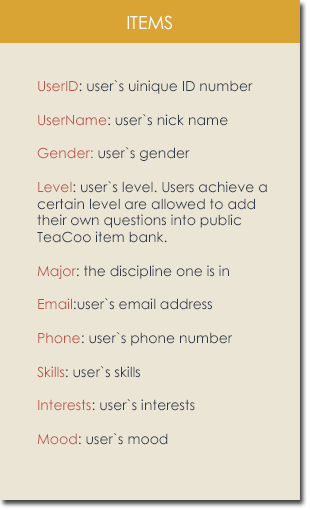 ITEMS
UserID: user`s uinique ID number
UserName: user`s nick name
Gender: user`s gender
Level: user`s level. Users achieve a
certain level are allowed to add
their own questions into public
TeaCoo item bank.
Major: the discipline one is in
Email:user`s email address
Phone: user`s phone number
Skills: user`s skills
Interests: user`s interests
Mood: user`s mood